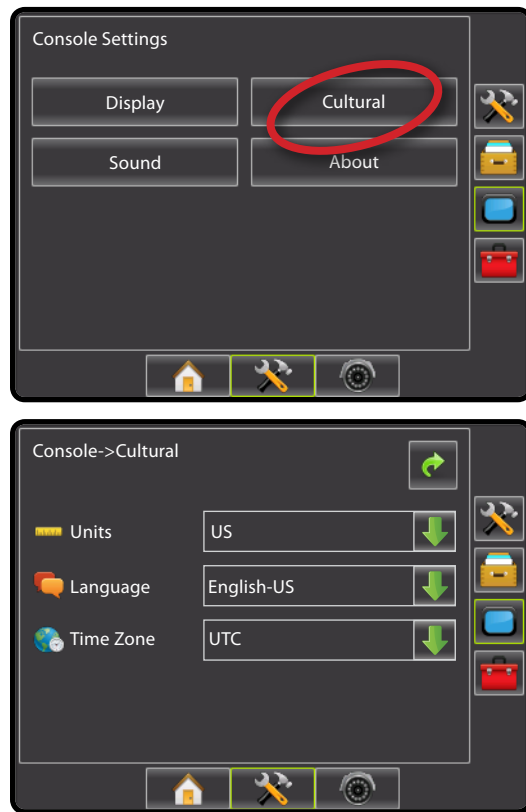 Console Settings
Display
Cultural
Sound
About
Console->Cultural
Units
US
Language
English-US
Time Zone
UTC